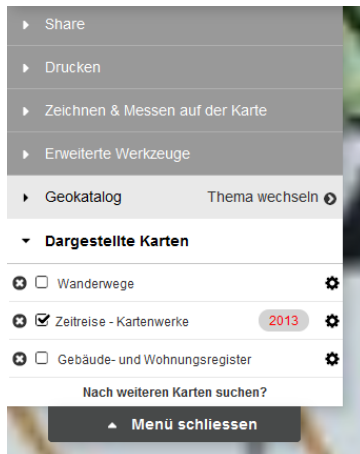 Share
Drucken
Zeichnen & Messen auf der Karte
Erweiterte Werkzeuge
Geokatalog Thema wechseln
Dargestellte Karten
Wanderwege
Zeitreise - Kartenwerke 2013
Gebäude- und Wohnungsregister
Nach weiteren Karten suchen?
Menü schliessen